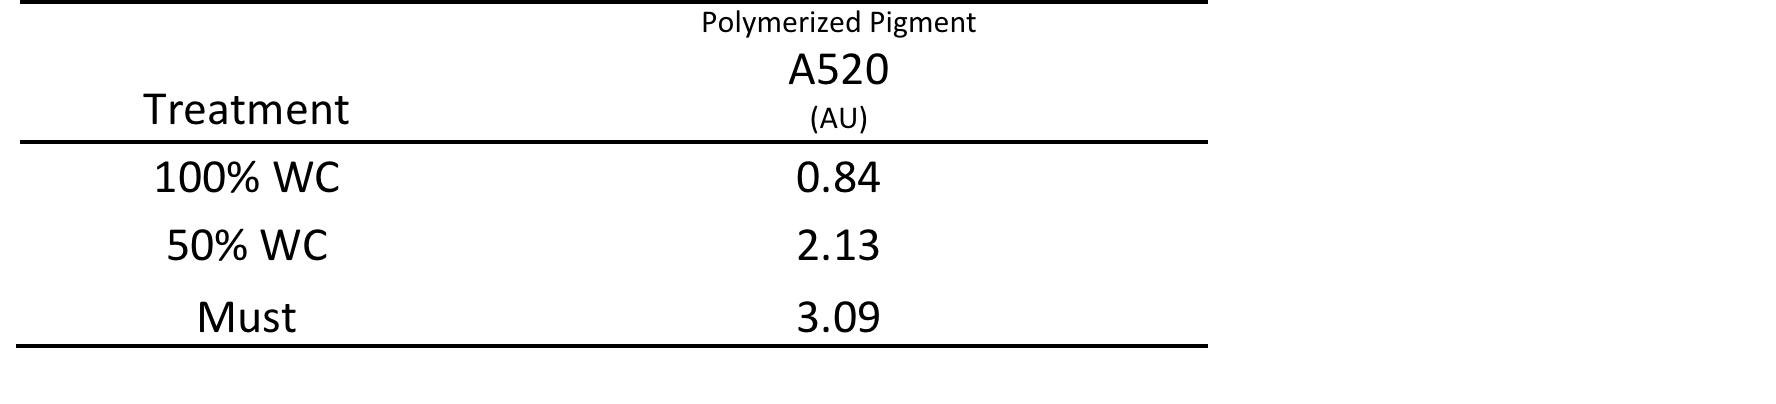 Polymerized Pigment
A520
Treatment (AU)
100% WC 0.84
50% WC 2.13
Must 3.09